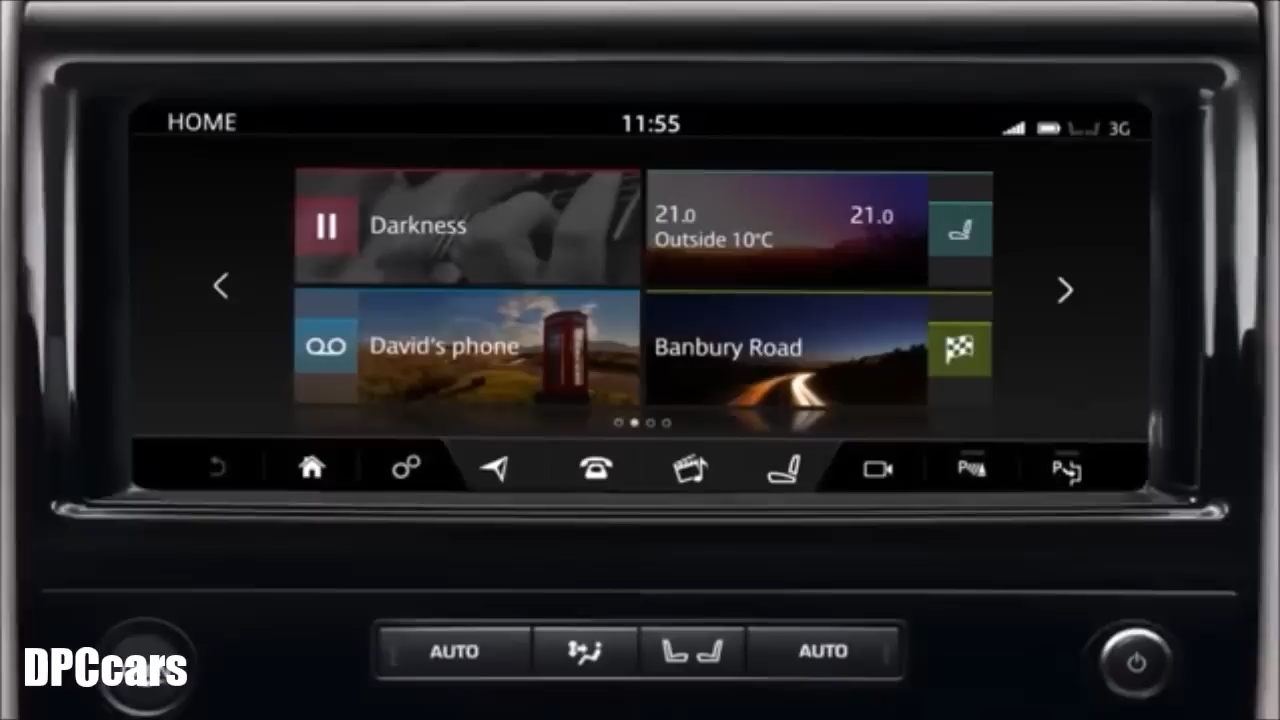 HOME
11:55
3G
Darkness
21.0
21.0
Outside 10°C
David's phone
Banbury Road
P
P
AUTO
AUTO
DPCcars